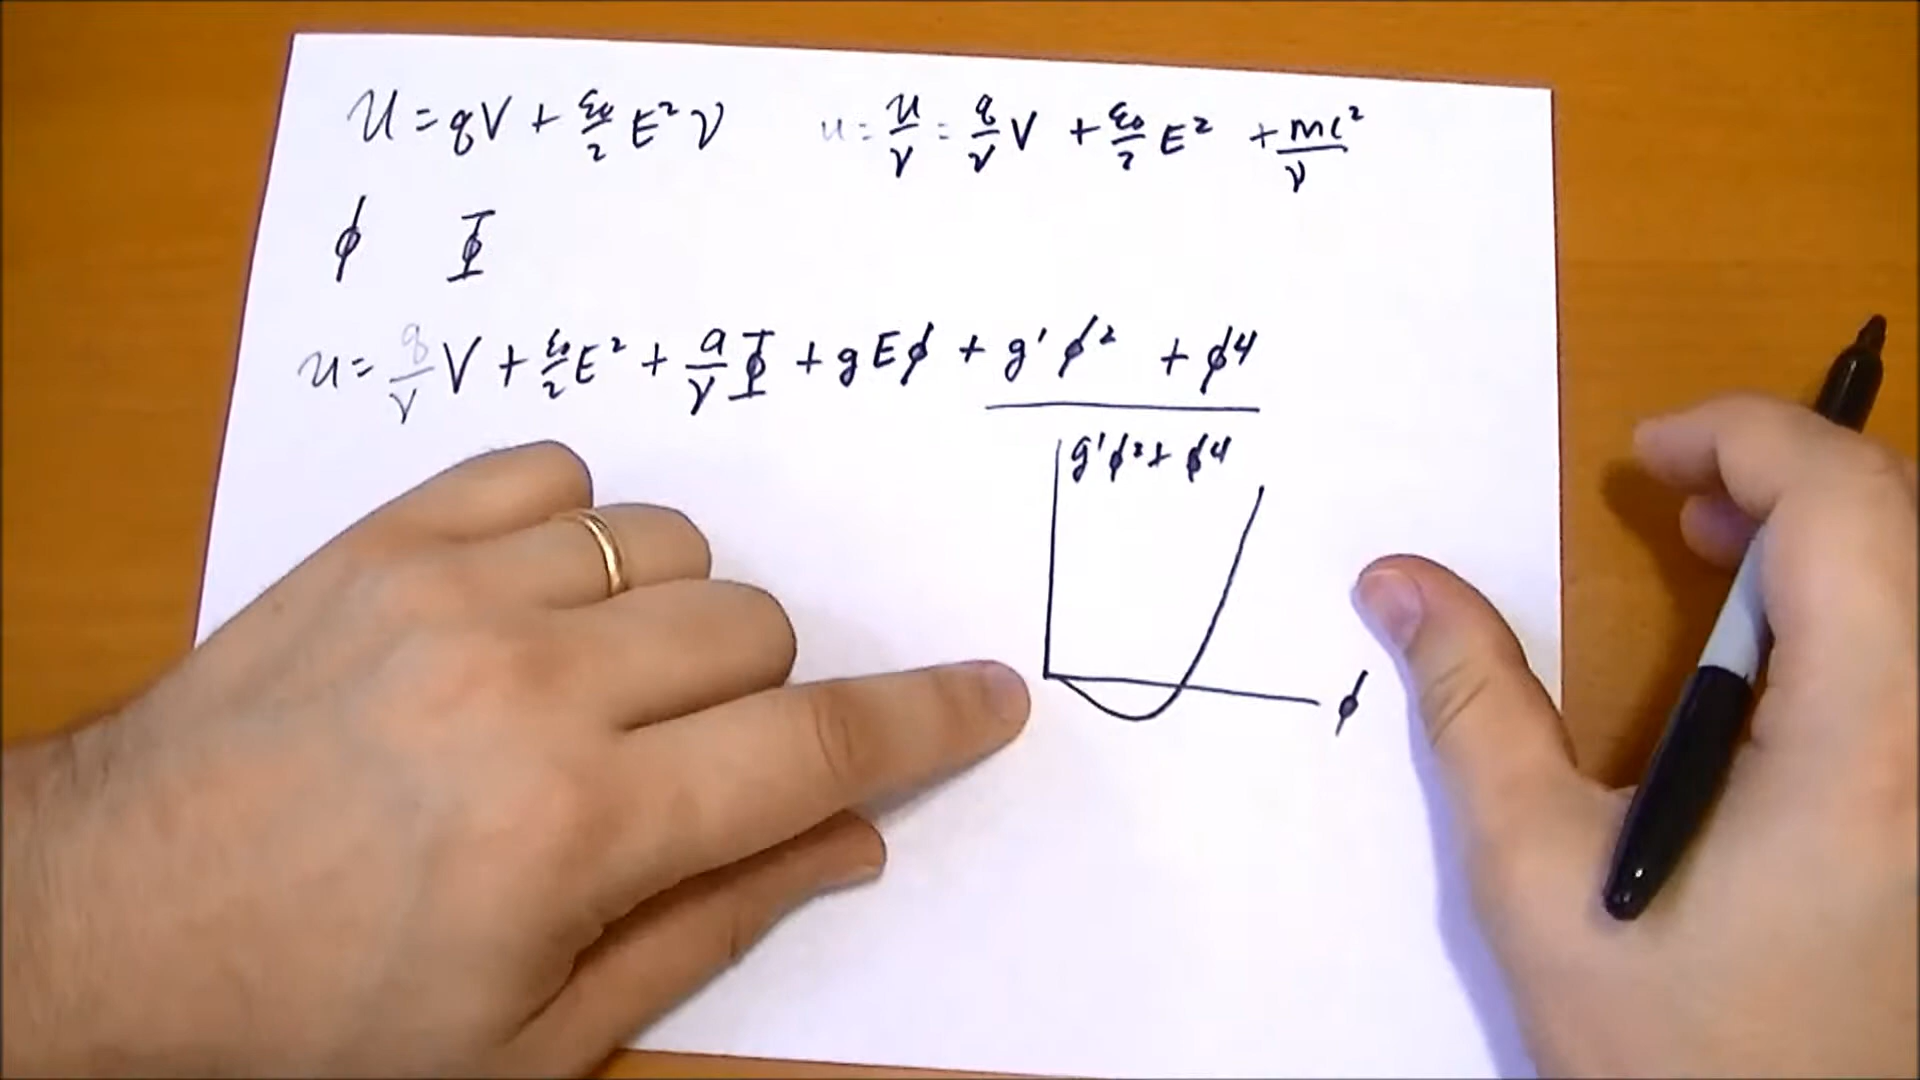 U = qV + ε₀/2 E² 𝒱
u = U/𝒱 = q/𝒱 V + ε₀/2 E² + mc²/𝒱
ϕ Φ
u = q/𝒱 V + ε₀/2 E² + a/𝒱 Φ + gEϕ + g'ϕ² + ϕ⁴
g'ϕ² + ϕ⁴
ϕ